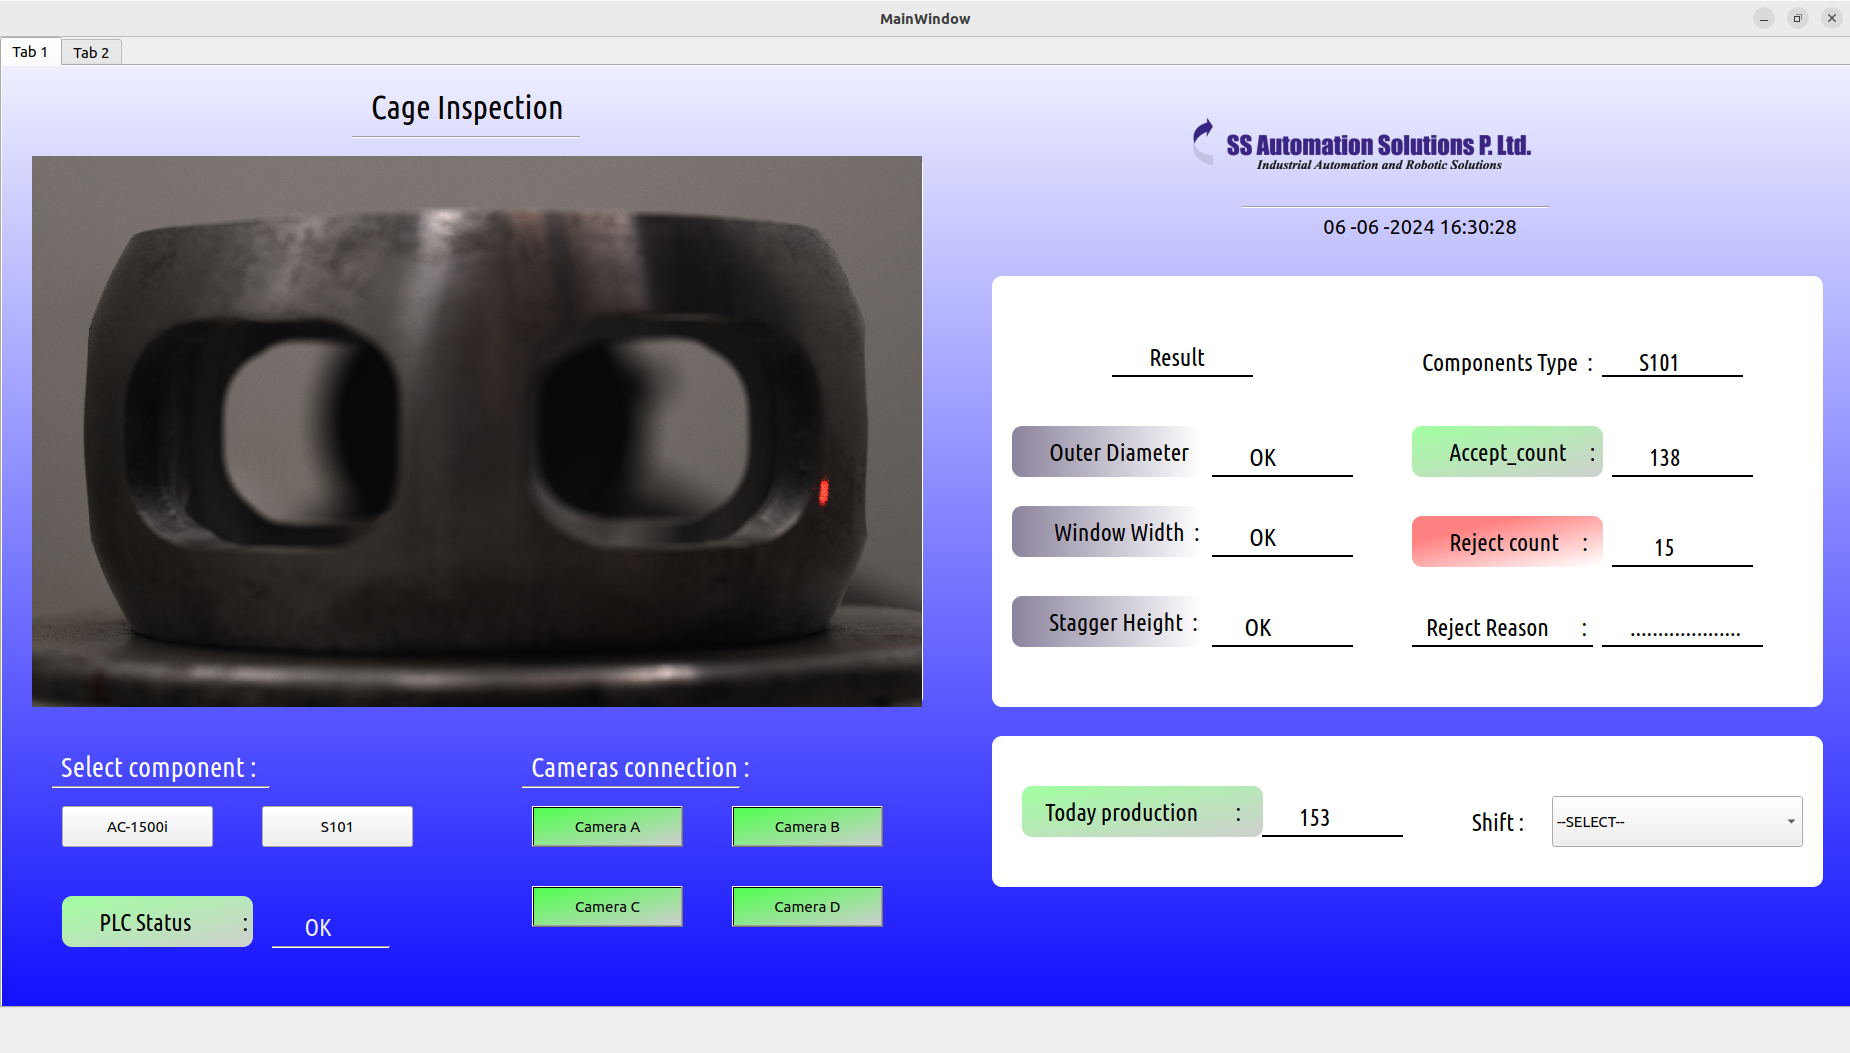 MainWindow
Tab 1
Tab 2
Cage Inspection
SS Automation Solutions P. Ltd.
Industrial Automation and Robotic Solutions
06 -06 -2024 16:30:28
Result
Components Type : S101
Outer Diameter OK
Accept_count : 138
Window Width : OK
Reject count : 15
Stagger Height : OK
Reject Reason : ....................
Select component :
AC-1500i
S101
PLC Status : OK
Cameras connection :
Camera A
Camera B
Camera C
Camera D
Today production : 153
Shift : --SELECT--